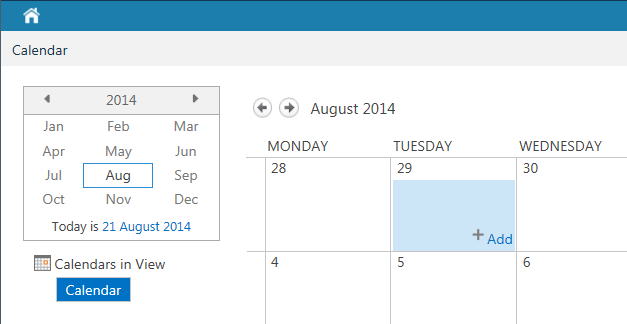 Calendar
2014
Jan Feb Mar
Apr May Jun
Jul Aug Sep
Oct Nov Dec
Today is 21 August 2014
Calendars in View
Calendar
August 2014
MONDAY TUESDAY WEDNESDAY
28 29 30
Add
4 5 6